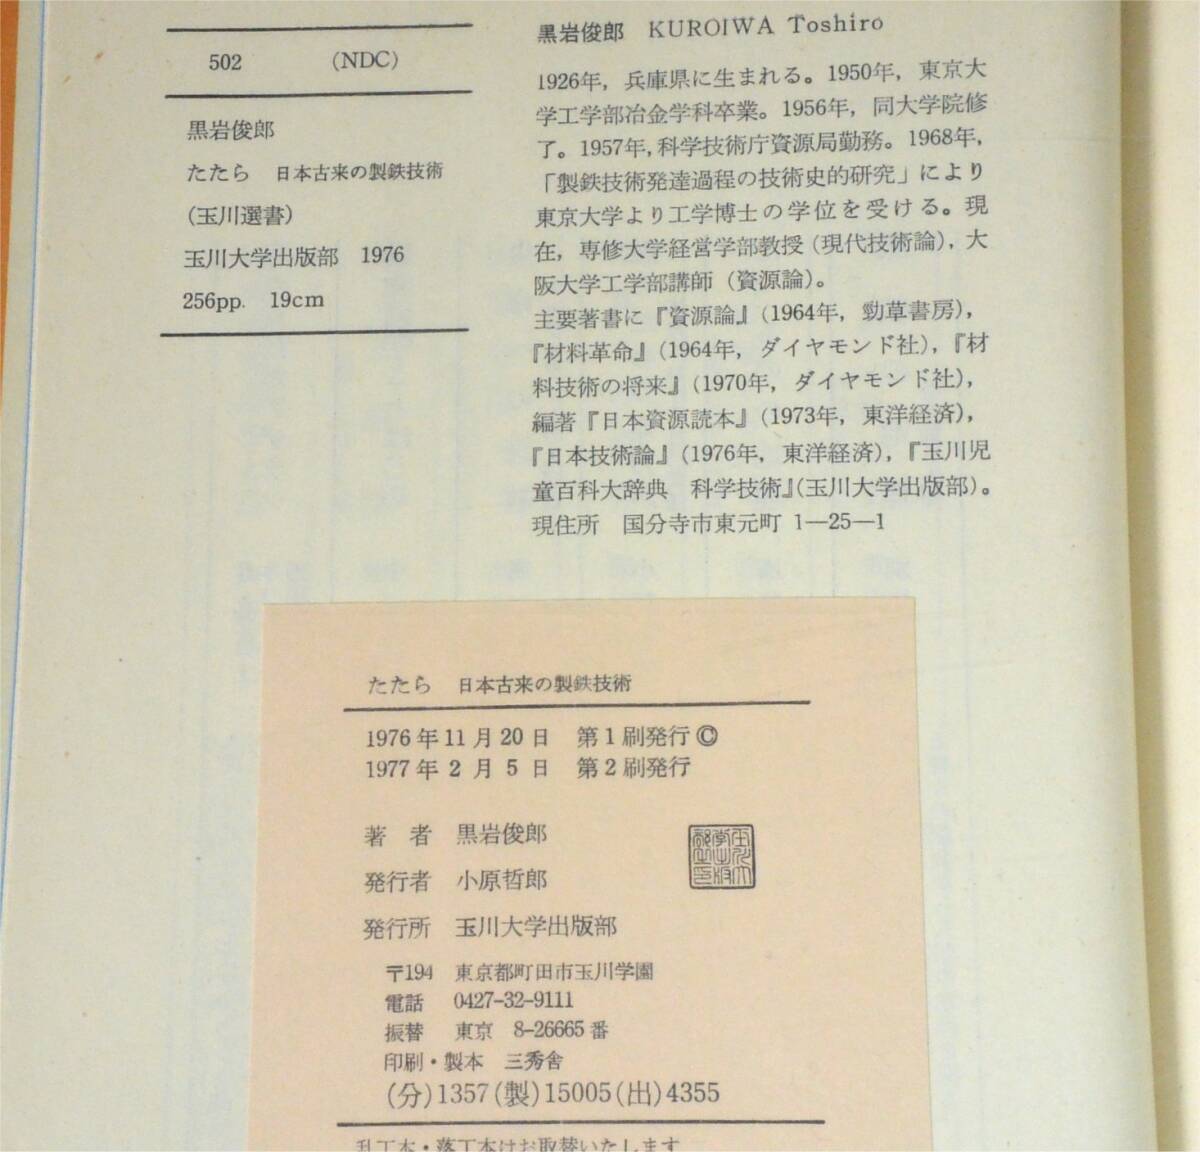 502 (NDC)
黒岩俊郎
たたら 日本古来の製鉄技術
(玉川選書)
玉川大学出版部 1976
256pp. 19cm
黒岩俊郎 KUROIWA Toshiro
1926年,兵庫県に生まれる。1950年,東京大
学工学部冶金学科卒業。1956年,同大学院修
了。1957年,科学技術庁資源局勤務。1968年,
「製鉄技術発達過程の技術史的研究」により
東京大学より工学博士の学位を受ける。現
在,専修大学経営学部教授(現代技術論),大
阪大学工学部講師(資源論)。
主要著書に『資源論』(1964年,勁草書房),
『材料革命』(1964年,ダイヤモンド社),『材
料技術の将来』(1970年,ダイヤモンド社),
編著『日本資源読本』(1973年,東洋経済),
『日本技術論』(1976年,東洋経済),『玉川児
童百科大辞典 科学技術』(玉川大学出版部)。
現住所 国分寺市東元町1—25—1
たたら 日本古来の製鉄技術
1976年11月20日 第1刷発行©
1977年2月5日 第2刷発行
著者 黒岩俊郎
発行者 小原哲郎
発行所 玉川大学出版部
〒194 東京都町田市玉川学園
電話 0427-32-9111
振替 東京 8-26665番
印刷・製本 三秀舎
(分)1357(製)15005(出)4355
乱丁本・落丁本はお取替いたします